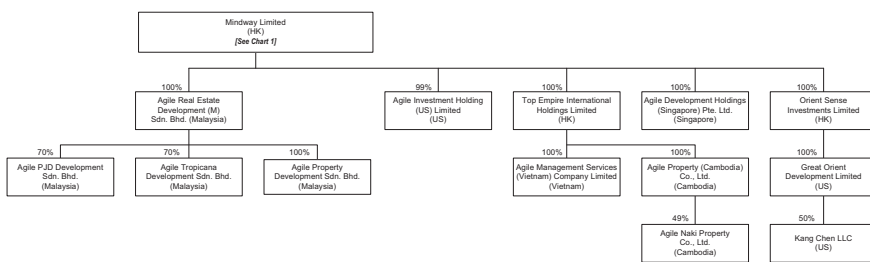 Mindway Limited
(HK)
[See Chart 1]
100%
Agile Real Estate
Development (M)
Sdn. Bhd. (Malaysia)
99%
Agile Investment Holding
(US) Limited
(US)
100%
Top Empire International
Holdings Limited
(HK)
100%
Agile Development Holdings
(Singapore) Pte. Ltd.
(Singapore)
100%
Orient Sense
Investments Limited
(HK)
70%
Agile PJD Development
Sdn. Bhd.
(Malaysia)
70%
Agile Tropicana
Development Sdn. Bhd.
(Malaysia)
100%
Agile Property
Development Sdn. Bhd.
(Malaysia)
100%
Agile Management Services
(Vietnam) Company Limited
(Vietnam)
100%
Agile Property (Cambodia)
Co., Ltd.
(Cambodia)
100%
Great Orient
Development Limited
(US)
49%
Agile Naki Property
Co., Ltd.
(Cambodia)
50%
Kang Chen LLC
(US)